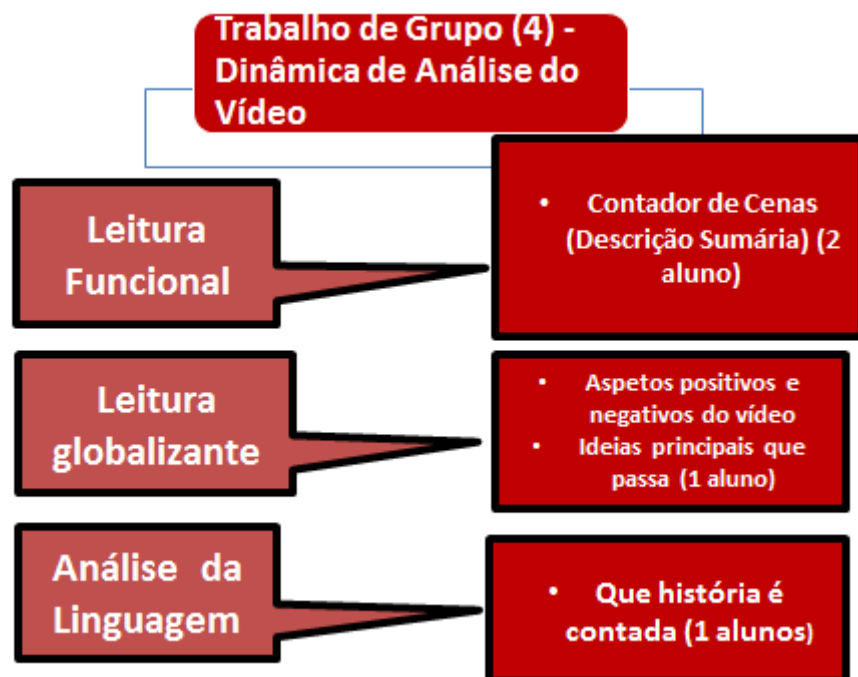 Trabalho de Grupo (4) -
Dinâmica de Análise do
Vídeo
Leitura
Funcional
• Contador de Cenas
(Descrição Sumária) (2
aluno)
Leitura
globalizante
• Aspetos positivos e
negativos do vídeo
• Ideias principais que
passa (1 aluno)
Análise da
Linguagem
• Que história é
contada (1 alunos)